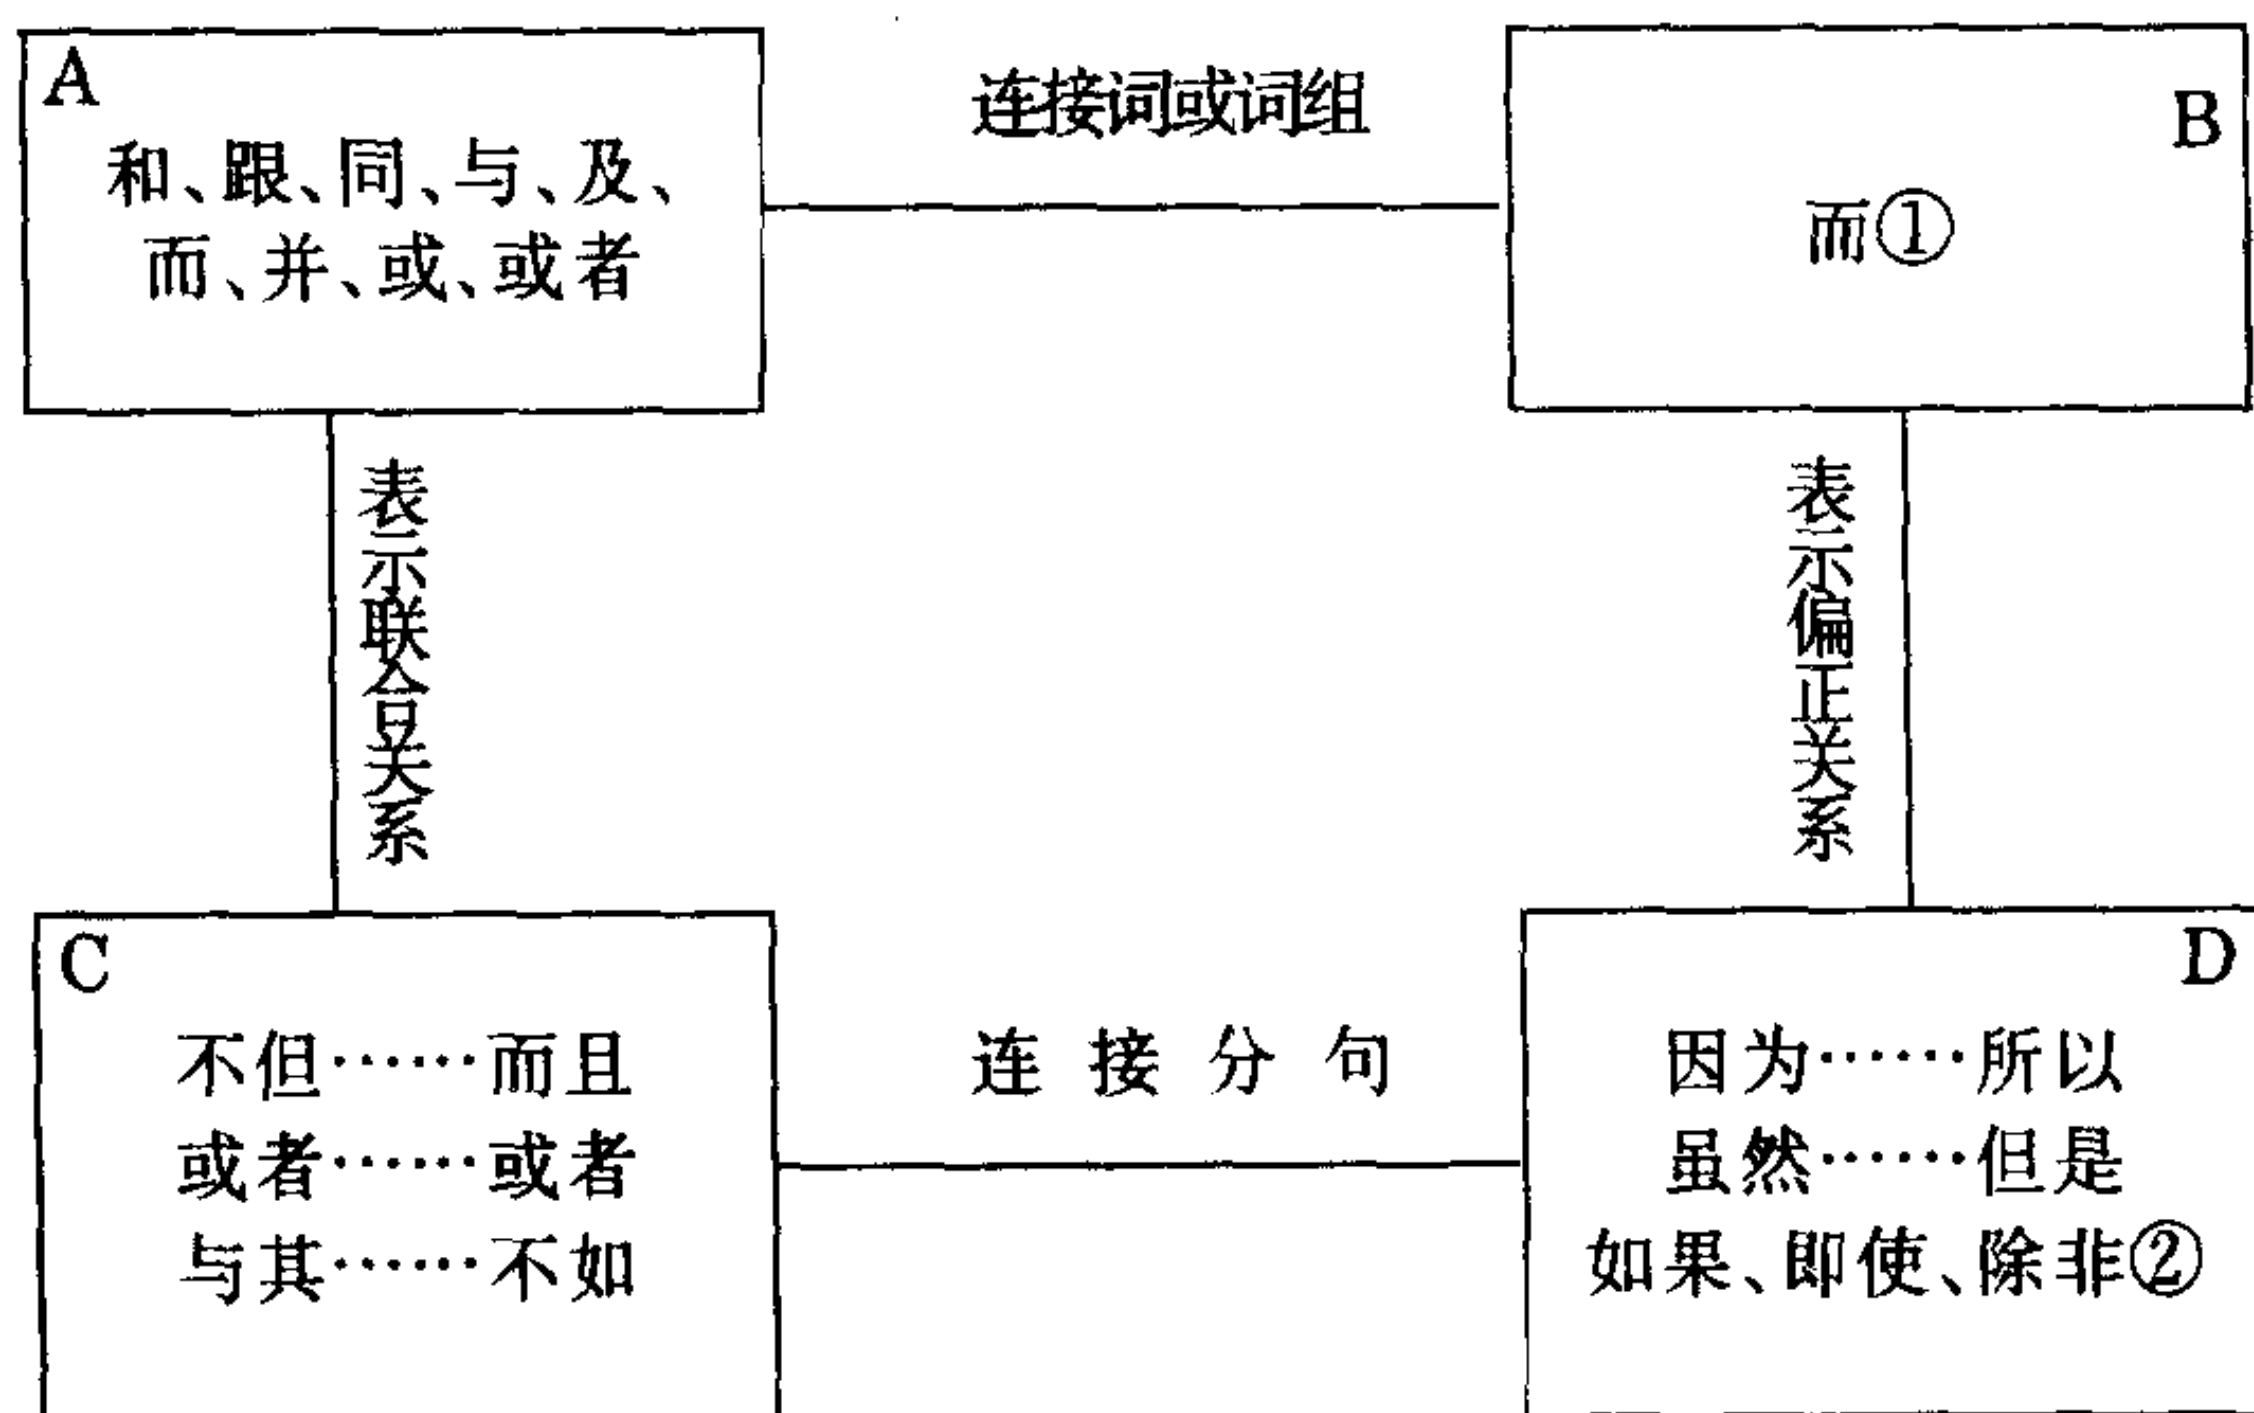 A
和、跟、同、与、及、
而、并、或、或者
连接词或词组
B
而①
表示联合关系
表示偏正关系
C
不但……而且
或者……或者
与其……不如
连接分句
D
因为……所以
虽然……但是
如果、即使、除非②